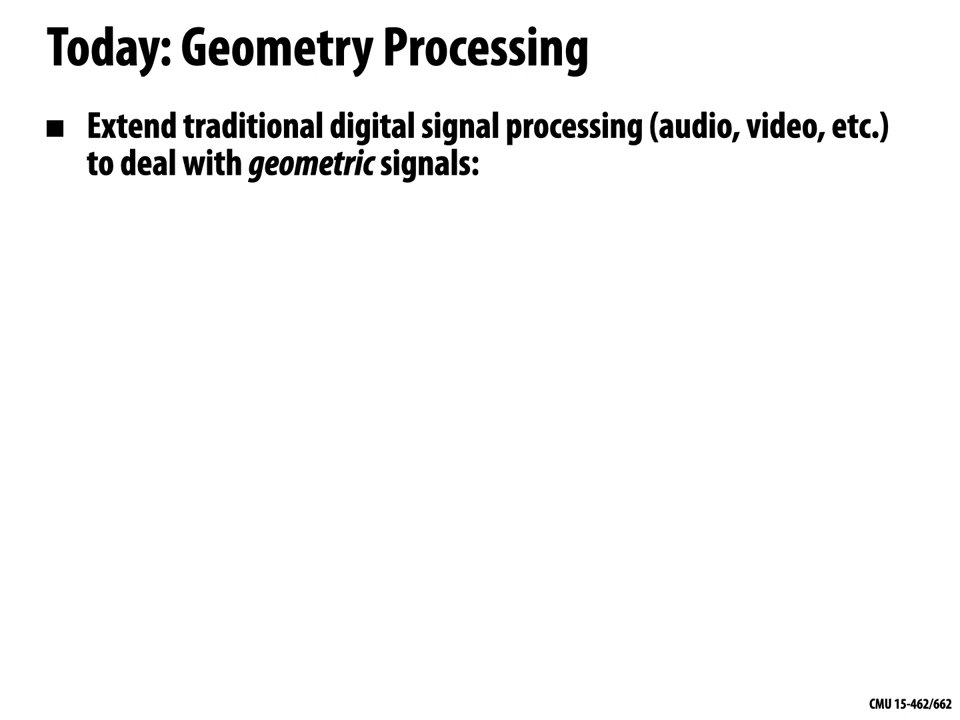 Today: Geometry Processing
■ Extend traditional digital signal processing (audio, video, etc.)
to deal with geometric signals:
CMU 15-462/662